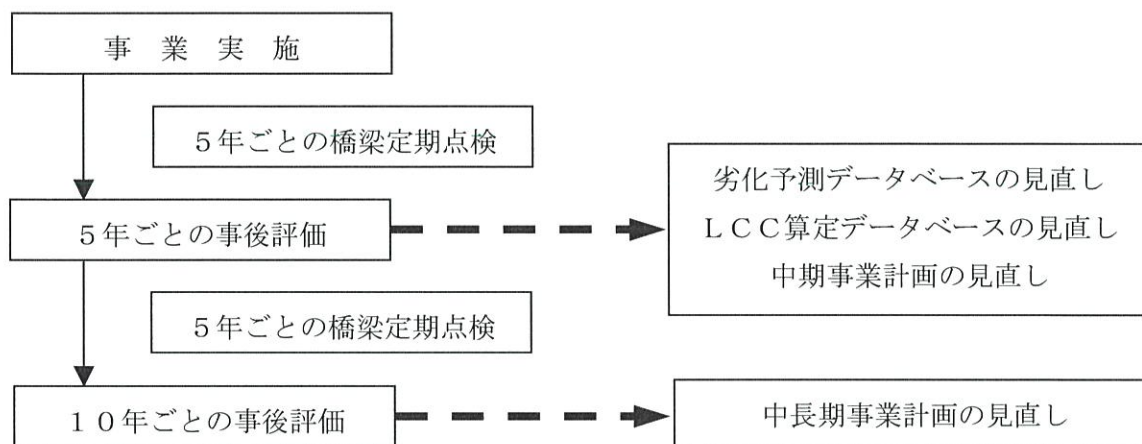 事 業 実 施
５年ごとの橋梁定期点検
５年ごとの事後評価
劣化予測データベースの見直し
ＬＣＣ算定データベースの見直し
中期事業計画の見直し
５年ごとの橋梁定期点検
１０年ごとの事後評価
中長期事業計画の見直し